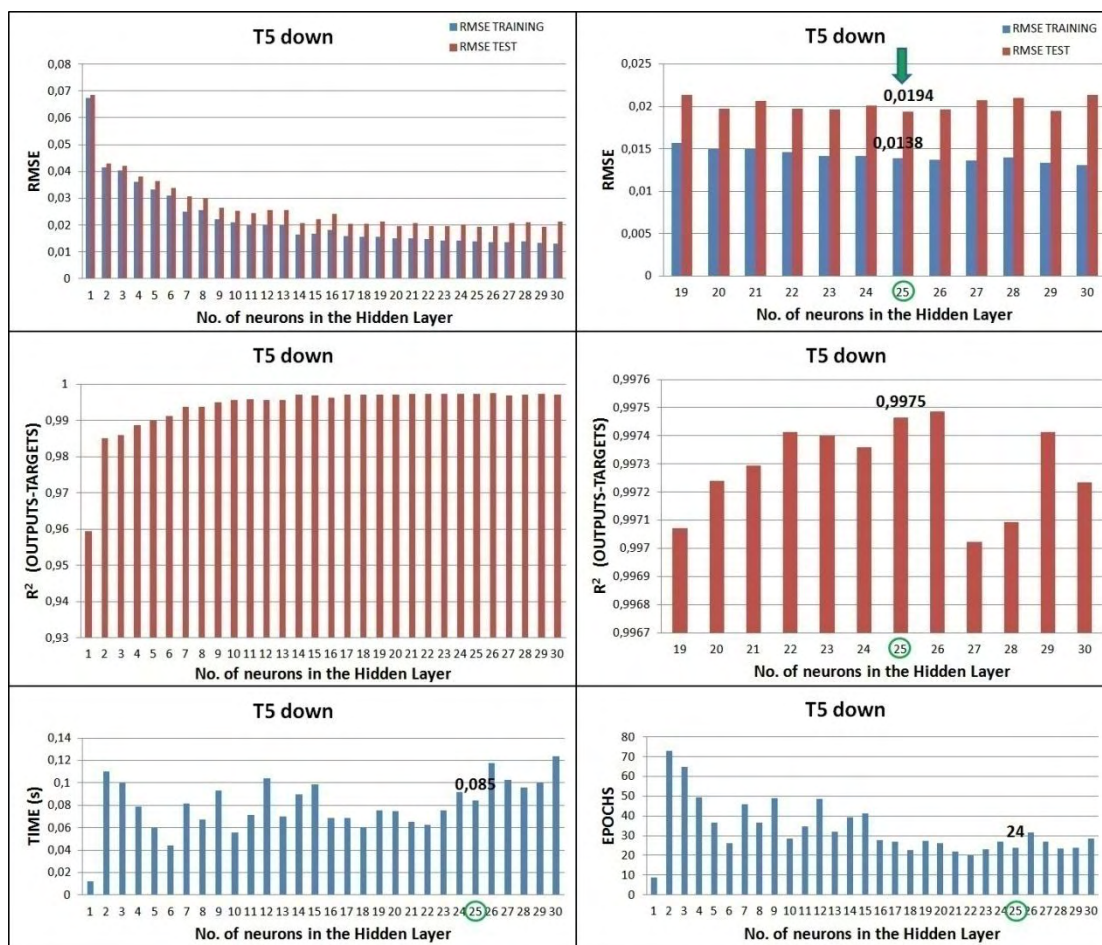 T5 down
RMSE TRAINING
RMSE TEST
0,08
0,07
0,06
0,05
0,04
0,03
0,02
0,01
0
RMSE
1 2 3 4 5 6 7 8 9 10 11 12 13 14 15 16 17 18 19 20 21 22 23 24 25 26 27 28 29 30
No. of neurons in the Hidden Layer
T5 down
RMSE TRAINING
RMSE TEST
0,025
0,02
0,015
0,01
0,005
0
RMSE
0,0194
0,0138
19 20 21 22 23 24 25 26 27 28 29 30
No. of neurons in the Hidden Layer
T5 down
1
0,99
0,98
0,97
0,96
0,95
0,94
0,93
R² (OUTPUTS-TARGETS)
1 2 3 4 5 6 7 8 9 10 11 12 13 14 15 16 17 18 19 20 21 22 23 24 25 26 27 28 29 30
No. of neurons in the Hidden Layer
T5 down
0,9976
0,9975
0,9974
0,9973
0,9972
0,9971
0,997
0,9969
0,9968
0,9967
R² (OUTPUTS-TARGETS)
0,9975
19 20 21 22 23 24 25 26 27 28 29 30
No. of neurons in the Hidden Layer
T5 down
0,14
0,12
0,1
0,08
0,06
0,04
0,02
0
TIME (s)
0,085
1 2 3 4 5 6 7 8 9 10 11 12 13 14 15 16 17 18 19 20 21 22 23 24 25 26 27 28 29 30
No. of neurons in the Hidden Layer
T5 down
80
70
60
50
40
30
20
10
0
EPOCHS
24
1 2 3 4 5 6 7 8 9 10 11 12 13 14 15 16 17 18 19 20 21 22 23 24 25 26 27 28 29 30
No. of neurons in the Hidden Layer